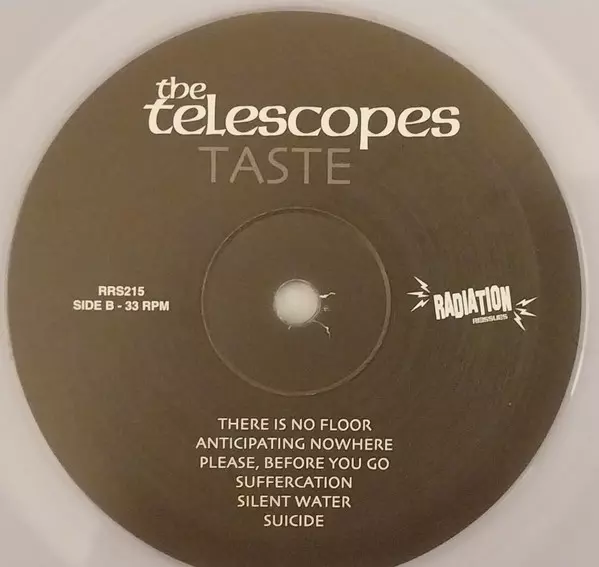 the
teLescopes
TASTE
RRS215
SIDE B - 33 RPM
RADIATION
REISSUES
THERE IS NO FLOOR
ANTICIPATING NOWHERE
PLEASE, BEFORE YOU GO
SUFFERCATION
SILENT WATER
SUICIDE